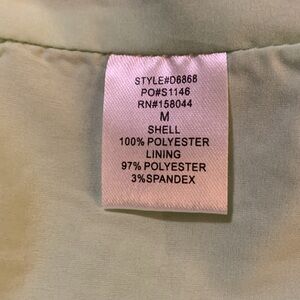 STYLE#D6868
PO#S1146
RN#158044
M
SHELL
100% POLYESTER
LINING
97% POLYESTER
3%SPANDEX